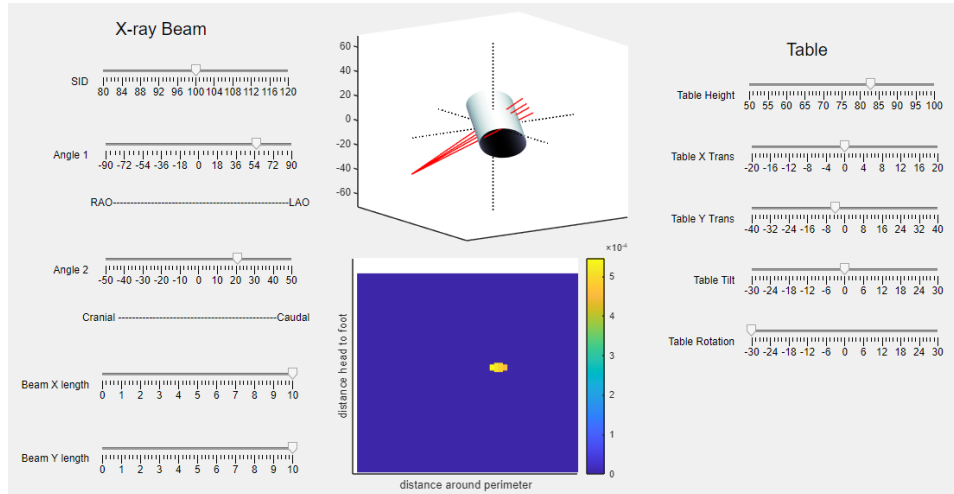 X-ray Beam
SID
80 84 88 92 96 100 104 108 112 116 120
Angle 1
-90 -72 -54 -36 -18 0 18 36 54 72 90
RAO------------------------------------------------LAO
Angle 2
-50 -40 -30 -20 -10 0 10 20 30 40 50
Cranial -------------------------------------------Caudal
Beam X length
0 1 2 3 4 5 6 7 8 9 10
Beam Y length
0 1 2 3 4 5 6 7 8 9 10
60
40
20
0
-20
-40
-60
distance head to foot
distance around perimeter
×10⁻⁴
5
4
3
2
1
0
Table
Table Height
50 55 60 65 70 75 80 85 90 95 100
Table X Trans
-20 -16 -12 -8 -4 0 4 8 12 16 20
Table Y Trans
-40 -32 -24 -16 -8 0 8 16 24 32 40
Table Tilt
-30 -24 -18 -12 -6 0 6 12 18 24 30
Table Rotation
-30 -24 -18 -12 -6 0 6 12 18 24 30